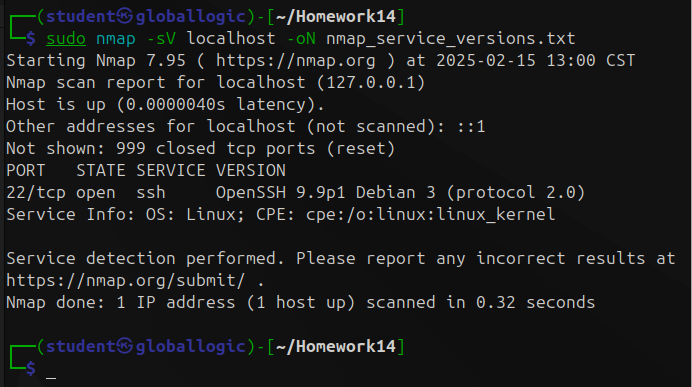 ┌──(student㉿globallogic)-[~/Homework14]
└─$ sudo nmap -sV localhost -oN nmap_service_versions.txt
Starting Nmap 7.95 ( https://nmap.org ) at 2025-02-15 13:00 CST
Nmap scan report for localhost (127.0.0.1)
Host is up (0.0000040s latency).
Other addresses for localhost (not scanned): ::1
Not shown: 999 closed tcp ports (reset)
PORT   STATE SERVICE VERSION
22/tcp open  ssh     OpenSSH 9.9p1 Debian 3 (protocol 2.0)
Service Info: OS: Linux; CPE: cpe:/o:linux:linux_kernel

Service detection performed. Please report any incorrect results at
https://nmap.org/submit/ .
Nmap done: 1 IP address (1 host up) scanned in 0.32 seconds

┌──(student㉿globallogic)-[~/Homework14]
└─$ _